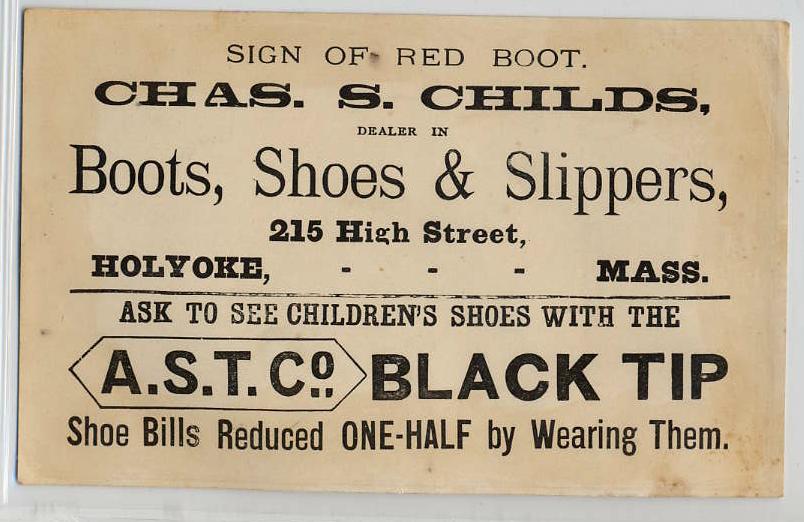 SIGN OF RED BOOT.
CHAS. S. CHILDS,
DEALER IN
Boots, Shoes & Slippers,
215 High Street,
HOLYOKE, - - - MASS.
ASK TO SEE CHILDREN'S SHOES WITH THE
A.S.T. Co. BLACK TIP
Shoe Bills Reduced ONE-HALF by Wearing Them.